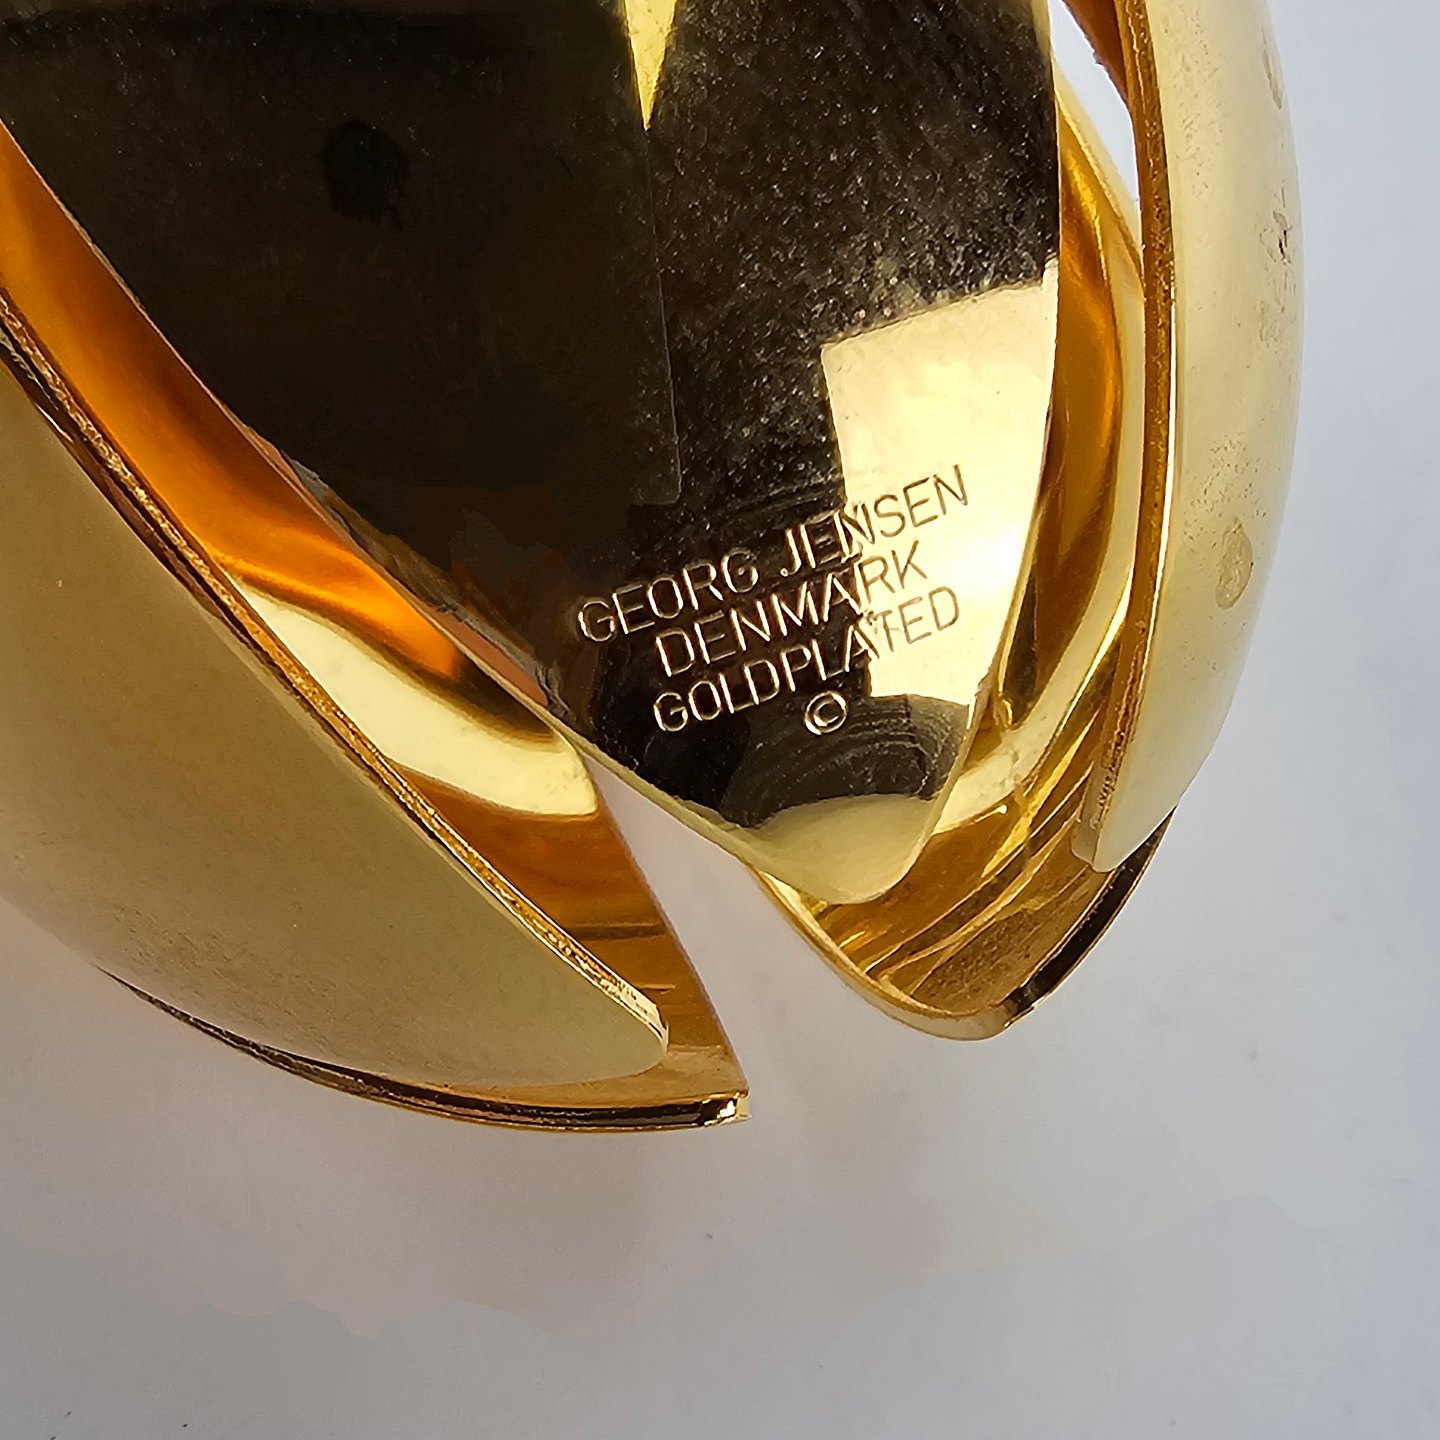 GEORG JENSEN
DENMARK
GOLDPLATED
©